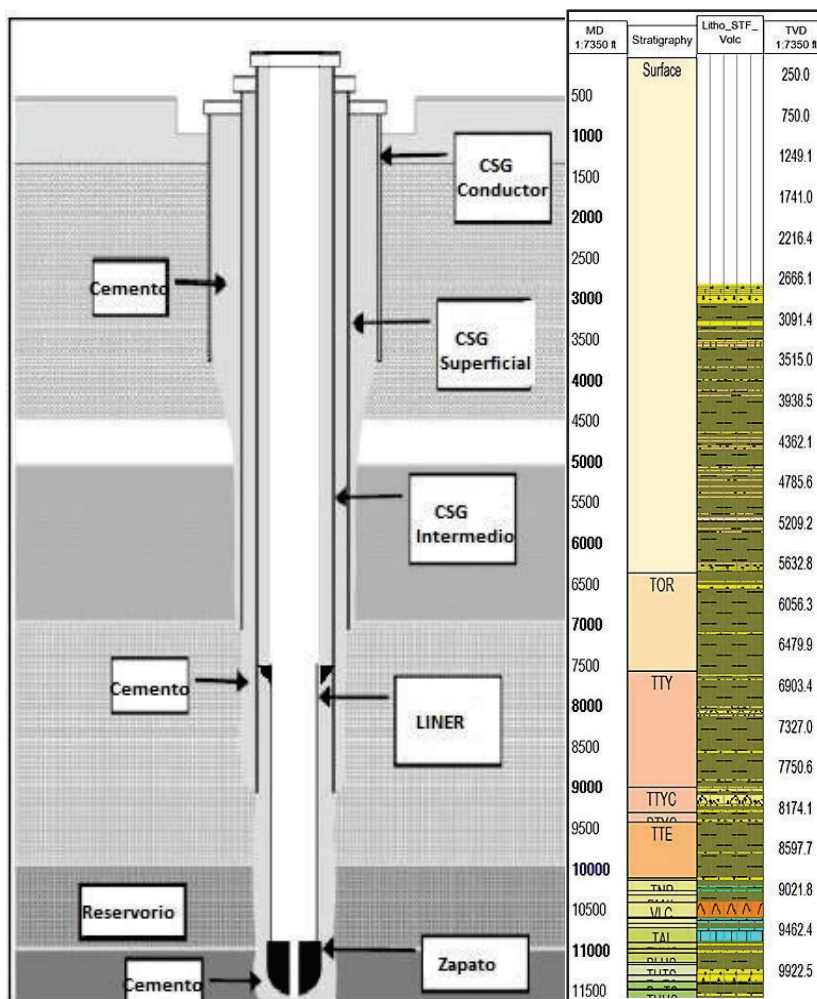 CSG
Conductor
Cemento
CSG
Superficial
CSG
Intermedio
Cemento
LINER
Reservorio
Zapato
Cemento
MD
1:7350 ft
Stratigraphy
Litho_STF_
Volc
TVD
1:7350 ft
Surface
250.0
500
750.0
1000
1249.1
1500
1741.0
2000
2216.4
2500
2666.1
3000
3091.4
3500
3515.0
4000
3938.5
4500
4362.1
5000
4785.6
5500
5209.2
6000
5632.8
6500
TOR
6056.3
7000
6479.9
7500
TTY
6903.4
8000
7327.0
8500
7750.6
9000
TTYC
8174.1
9500
TTE
8597.7
10000
9021.8
10500
VLC
9462.4
TAL
11000
9922.5
11500